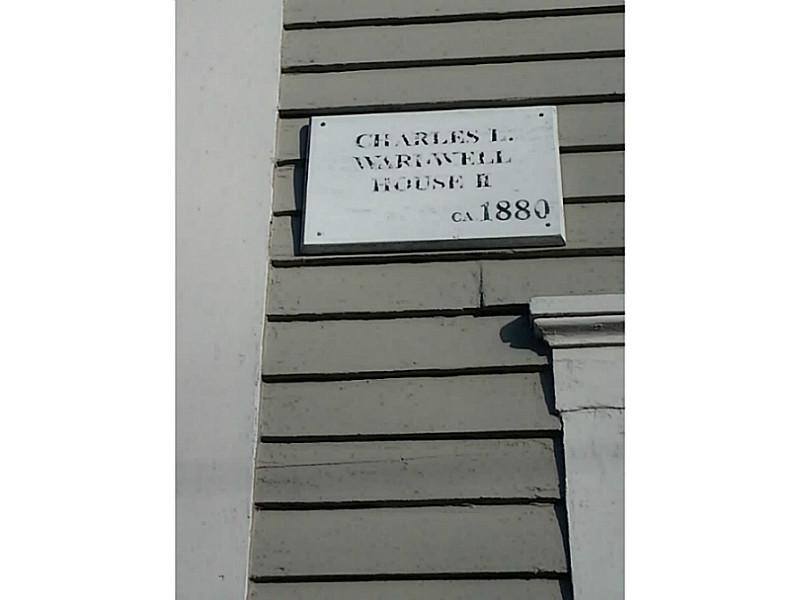 CHARLES L.
WARDWELL
HOUSE II
CA. 1880